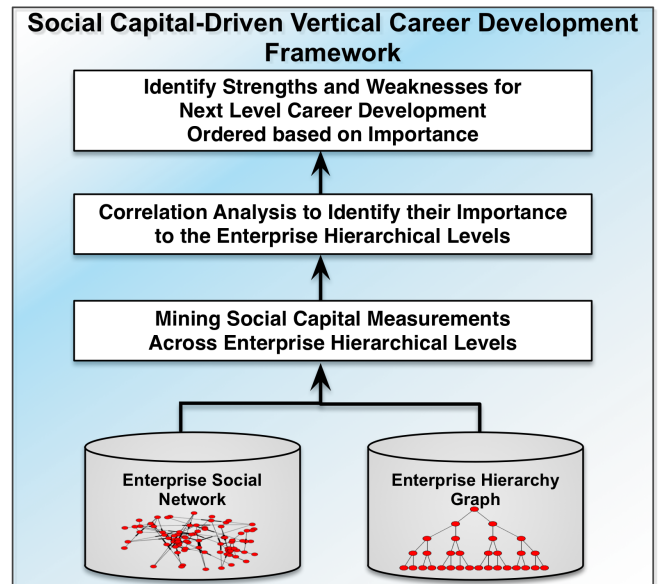 Social Capital-Driven Vertical Career Development
Framework
Identify Strengths and Weaknesses for
Next Level Career Development
Ordered based on Importance
Correlation Analysis to Identify their Importance
to the Enterprise Hierarchical Levels
Mining Social Capital Measurements
Across Enterprise Hierarchical Levels
Enterprise Social
Network
Enterprise Hierarchy
Graph